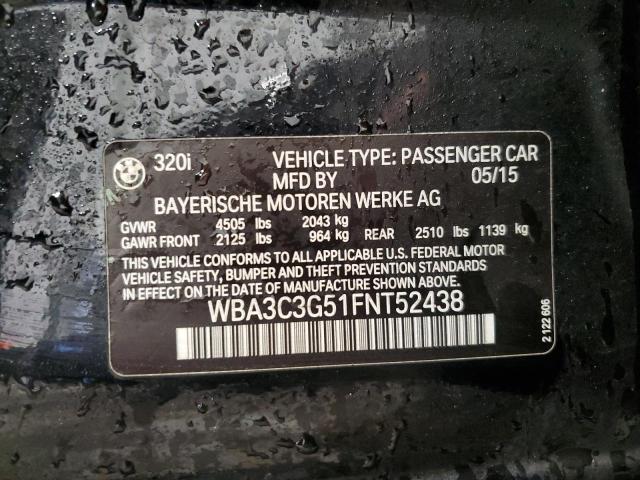 BMW
320i VEHICLE TYPE: PASSENGER CAR
MFD BY 05/15
BAYERISCHE MOTOREN WERKE AG
GVWR 4505 lbs 2043 kg
GAWR FRONT 2125 lbs 964 kg REAR 2510 lbs 1139 kg
THIS VEHICLE CONFORMS TO ALL APPLICABLE U.S. FEDERAL MOTOR
VEHICLE SAFETY, BUMPER, AND THEFT PREVENTION STANDARDS
IN EFFECT ON THE DATE OF MANUFACTURE SHOWN ABOVE.
WBA3C3G51FNT52438
2 122 606